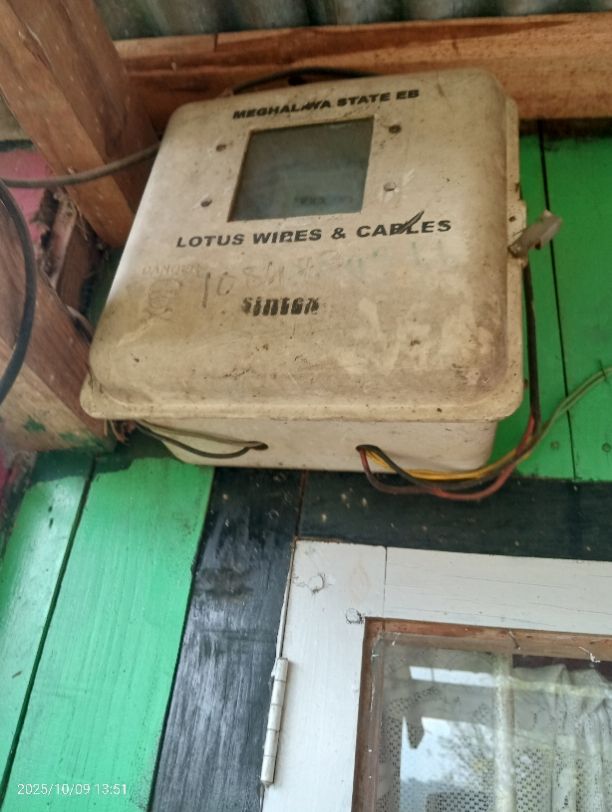 MEGHALAYA STATE EB
LOTUS WIRES & CABLES
sintex
2025/10/09 13:51